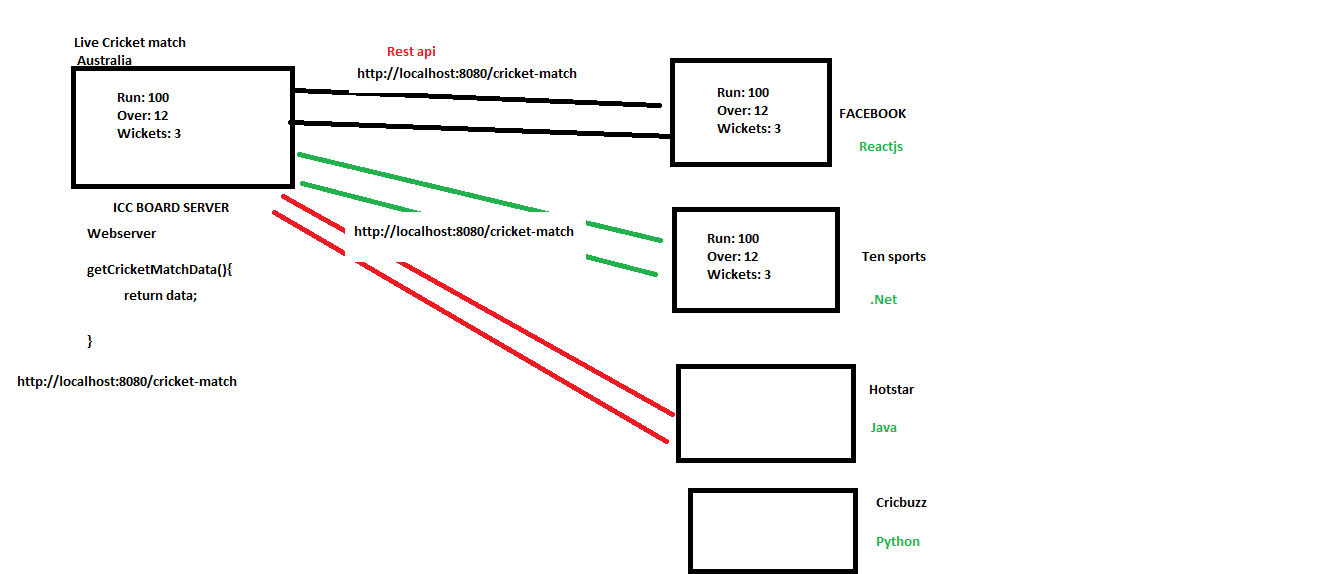 Live Cricket match
Australia
Run: 100
Over: 12
Wickets: 3
ICC BOARD SERVER
Webserver
getCricketMatchData(){
return data;
}
http://localhost:8080/cricket-match
Rest api
http://localhost:8080/cricket-match
http://localhost:8080/cricket-match
Run: 100
Over: 12
Wickets: 3
FACEBOOK
Reactjs
Run: 100
Over: 12
Wickets: 3
Ten sports
.Net
Hotstar
Java
Cricbuzz
Python